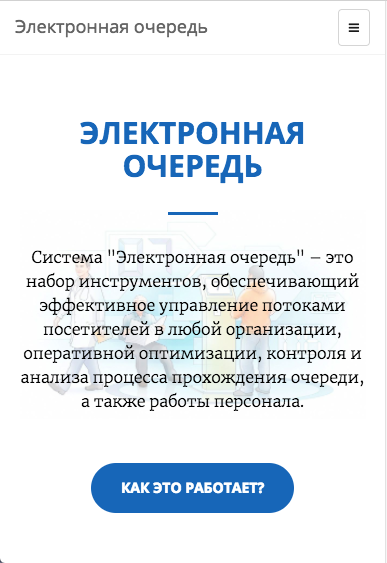 Электронная очередь
ЭЛЕКТРОННАЯ
ОЧЕРЕДЬ
Система "Электронная очередь" – это
набор инструментов, обеспечивающий
эффективное управление потоками
посетителей в любой организации,
оперативной оптимизации, контроля и
анализа процесса прохождения очереди,
а также работы персонала.
КАК ЭТО РАБОТАЕТ?